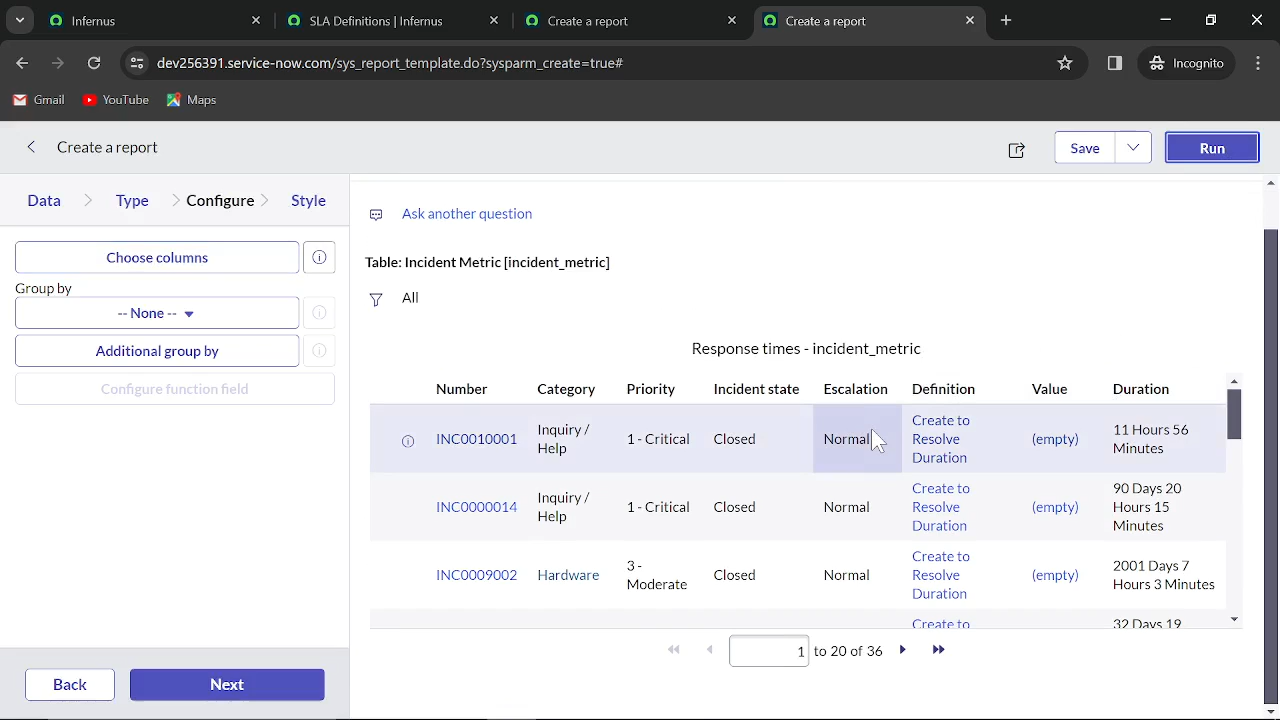 Infernus
SLA Definitions | Infernus
Create a report
Create a report
dev256391.service-now.com/sys_report_template.do?sysparm_create=true#
Incognito
Gmail
YouTube
Maps
Create a report
Save
Run
Data
Type
Configure
Style
Choose columns
Group by
-- None --
Additional group by
Configure function field
Back
Next
Ask another question
Table: Incident Metric [incident_metric]
All
Response times - incident_metric
Number Category Priority Incident state Escalation Definition Value Duration
INC0010001 Inquiry / Help 1 - Critical Closed Normal Create to Resolve Duration (empty) 11 Hours 56 Minutes
INC0000014 Inquiry / Help 1 - Critical Closed Normal Create to Resolve Duration (empty) 90 Days 20 Hours 15 Minutes
INC0009002 Hardware 3 - Moderate Closed Normal Create to Resolve Duration (empty) 2001 Days 7 Hours 3 Minutes
Create to 32 Days 19
1 to 20 of 36